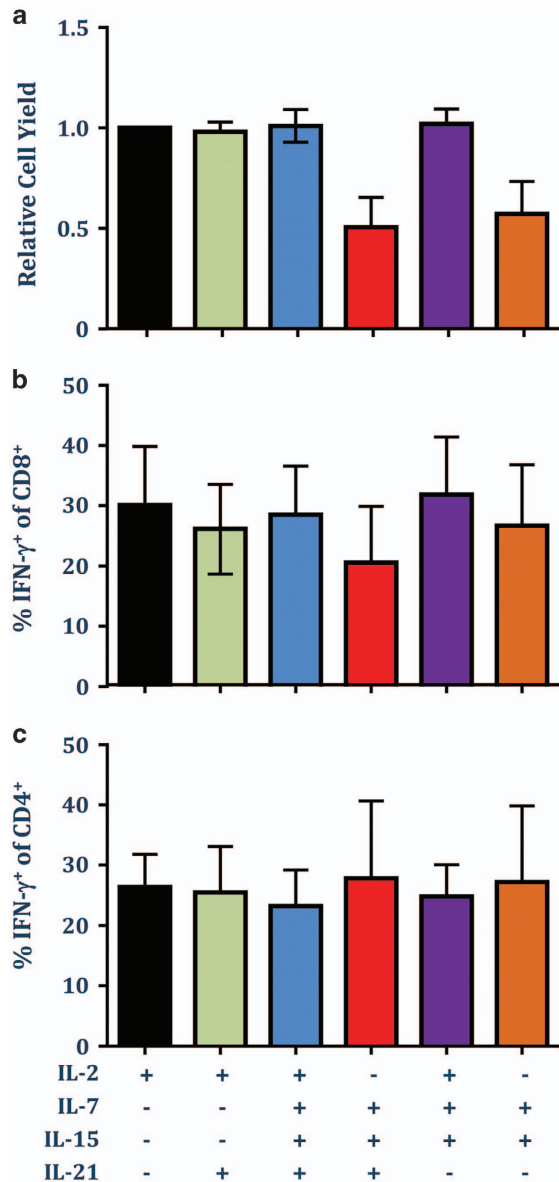 a
Relative Cell Yield
1.5
1.0
0.5
0
b
% IFN-γ⁺ of CD8⁺
50
40
30
20
10
0
c
% IFN-γ⁺ of CD4⁺
50
40
30
20
10
0
IL-2 + + + - + -
IL-7 - - + + + +
IL-15 - - + + + +
IL-21 - + + + - -